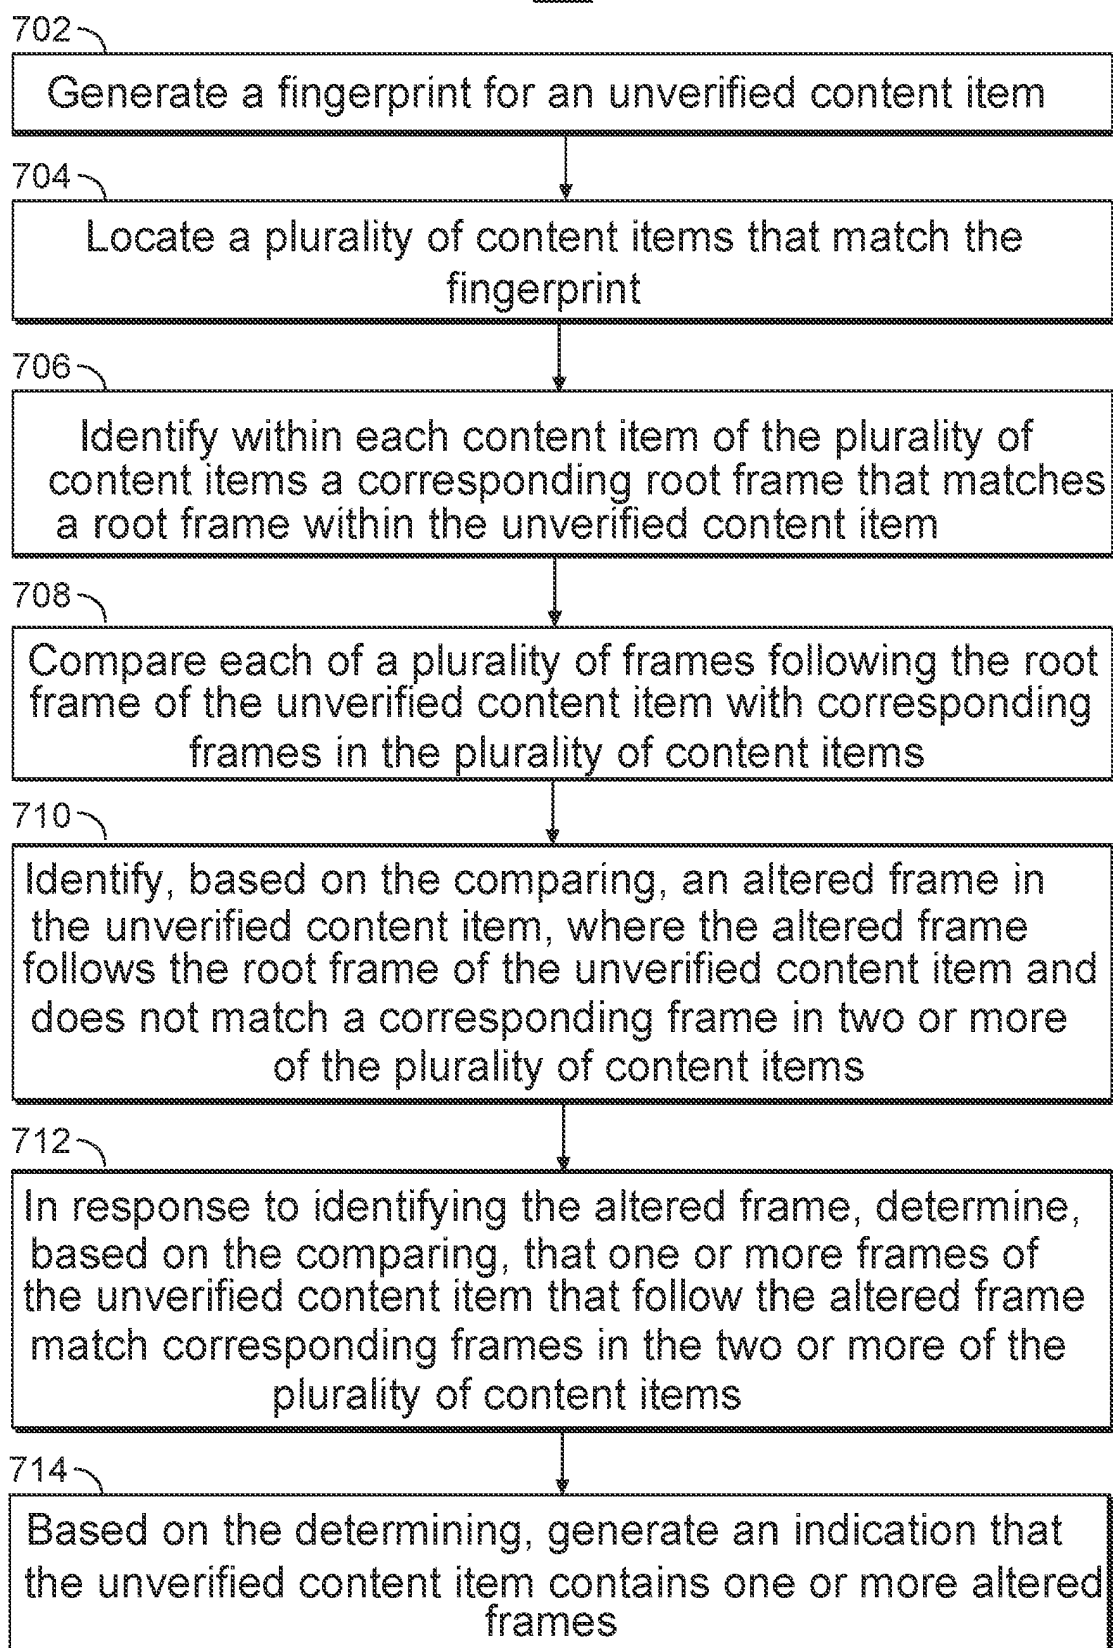 702
Generate a fingerprint for an unverified content item
704
Locate a plurality of content items that match the
fingerprint
706
Identify within each content item of the plurality of
content items a corresponding root frame that matches
a root frame within the unverified content item
708
Compare each of a plurality of frames following the root
frame of the unverified content item with corresponding
frames in the plurality of content items
710
Identify, based on the comparing, an altered frame in
the unverified content item, where the altered frame
follows the root frame of the unverified content item and
does not match a corresponding frame in two or more
of the plurality of content items
712
In response to identifying the altered frame, determine,
based on the comparing, that one or more frames of
the unverified content item that follow the altered frame
match corresponding frames in the two or more of the
plurality of content items
714
Based on the determining, generate an indication that
the unverified content item contains one or more altered
frames